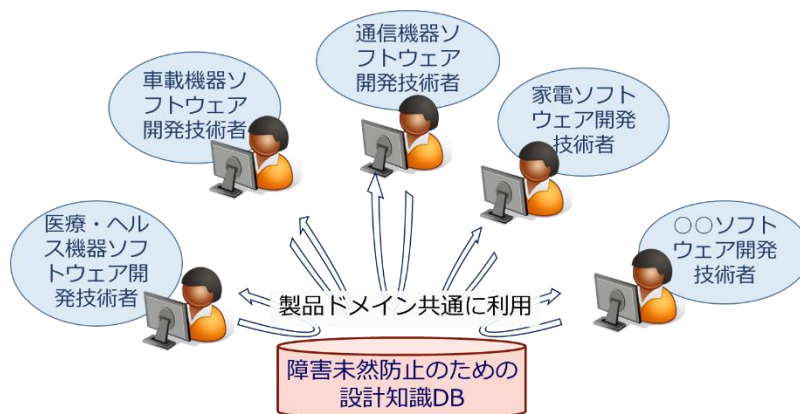 通信機器ソ
フトウェア
開発技術者
車載機器ソ
フトウェア
開発技術者
家電ソフト
ウェア開発
技術者
医療・ヘル
ス機器ソフ
トウェア開
発技術者
○○ソフト
ウェア開発
技術者
製品ドメイン共通に利用
障害未然防止のための
設計知識DB